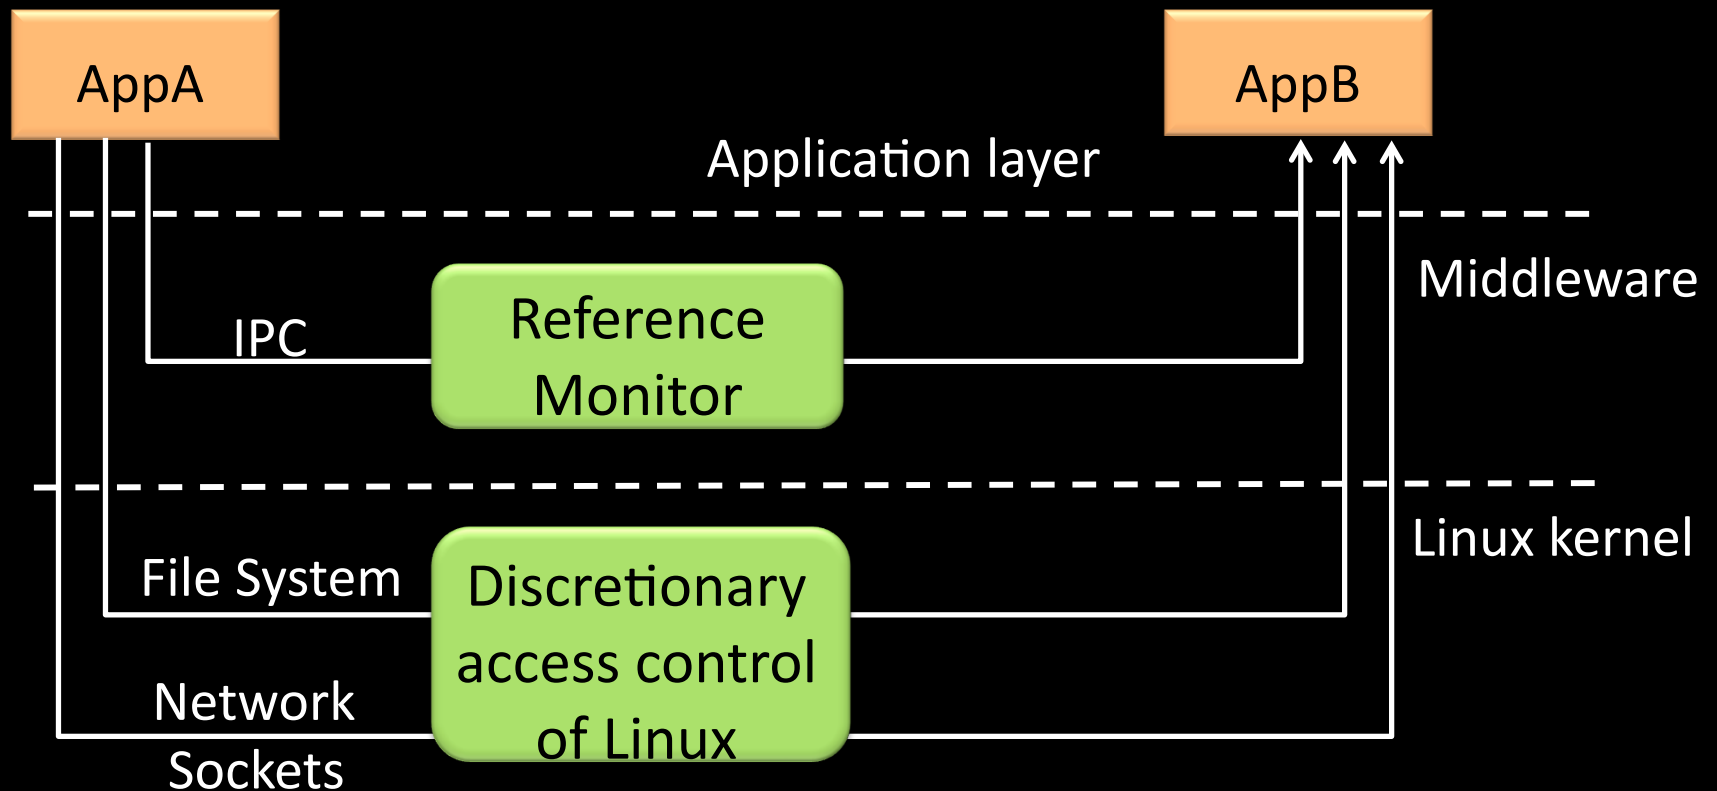 AppA
AppB
Application layer
Middleware
IPC
Reference
Monitor
Linux kernel
File System
Discretionary
access control
of Linux
Network
Sockets